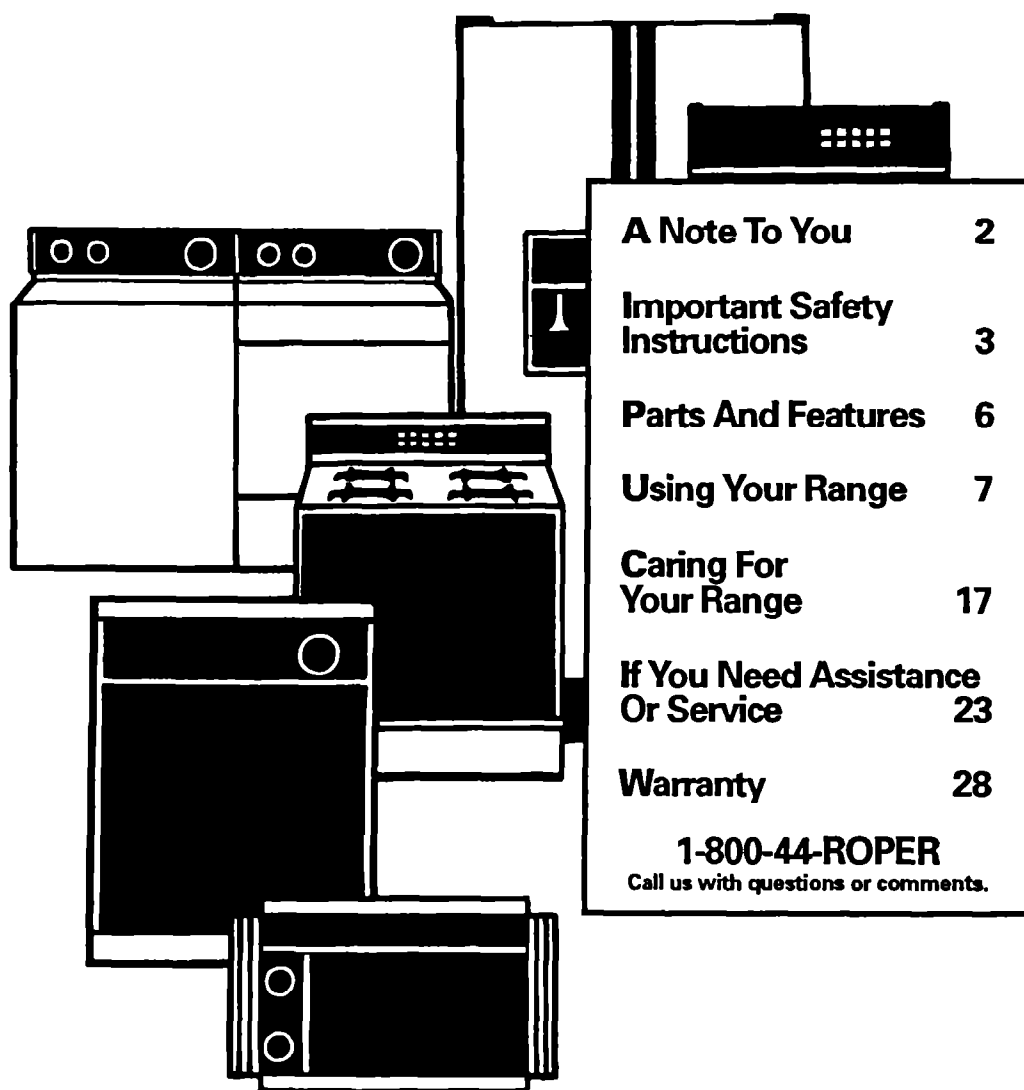 A Note To You 2
Important Safety
Instructions 3
Parts And Features 6
Using Your Range 7
Caring For
Your Range 17
If You Need Assistance
Or Service 23
Warranty 28
1-800-44-ROPER
Call us with questions or comments.